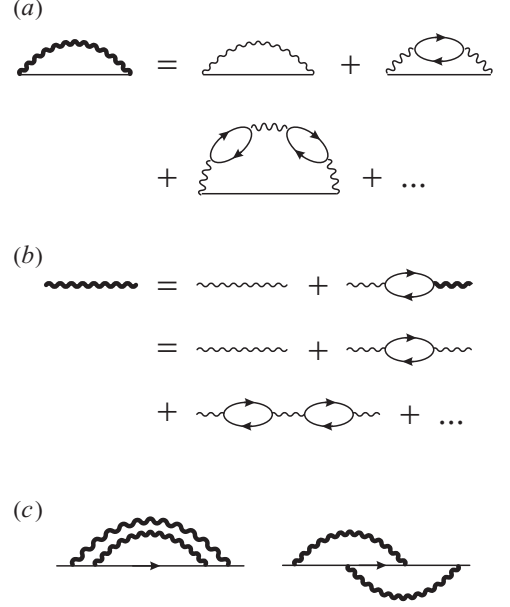 (a)
= +
+ + ...
(b)
= +
= +
+ + ...
(c)